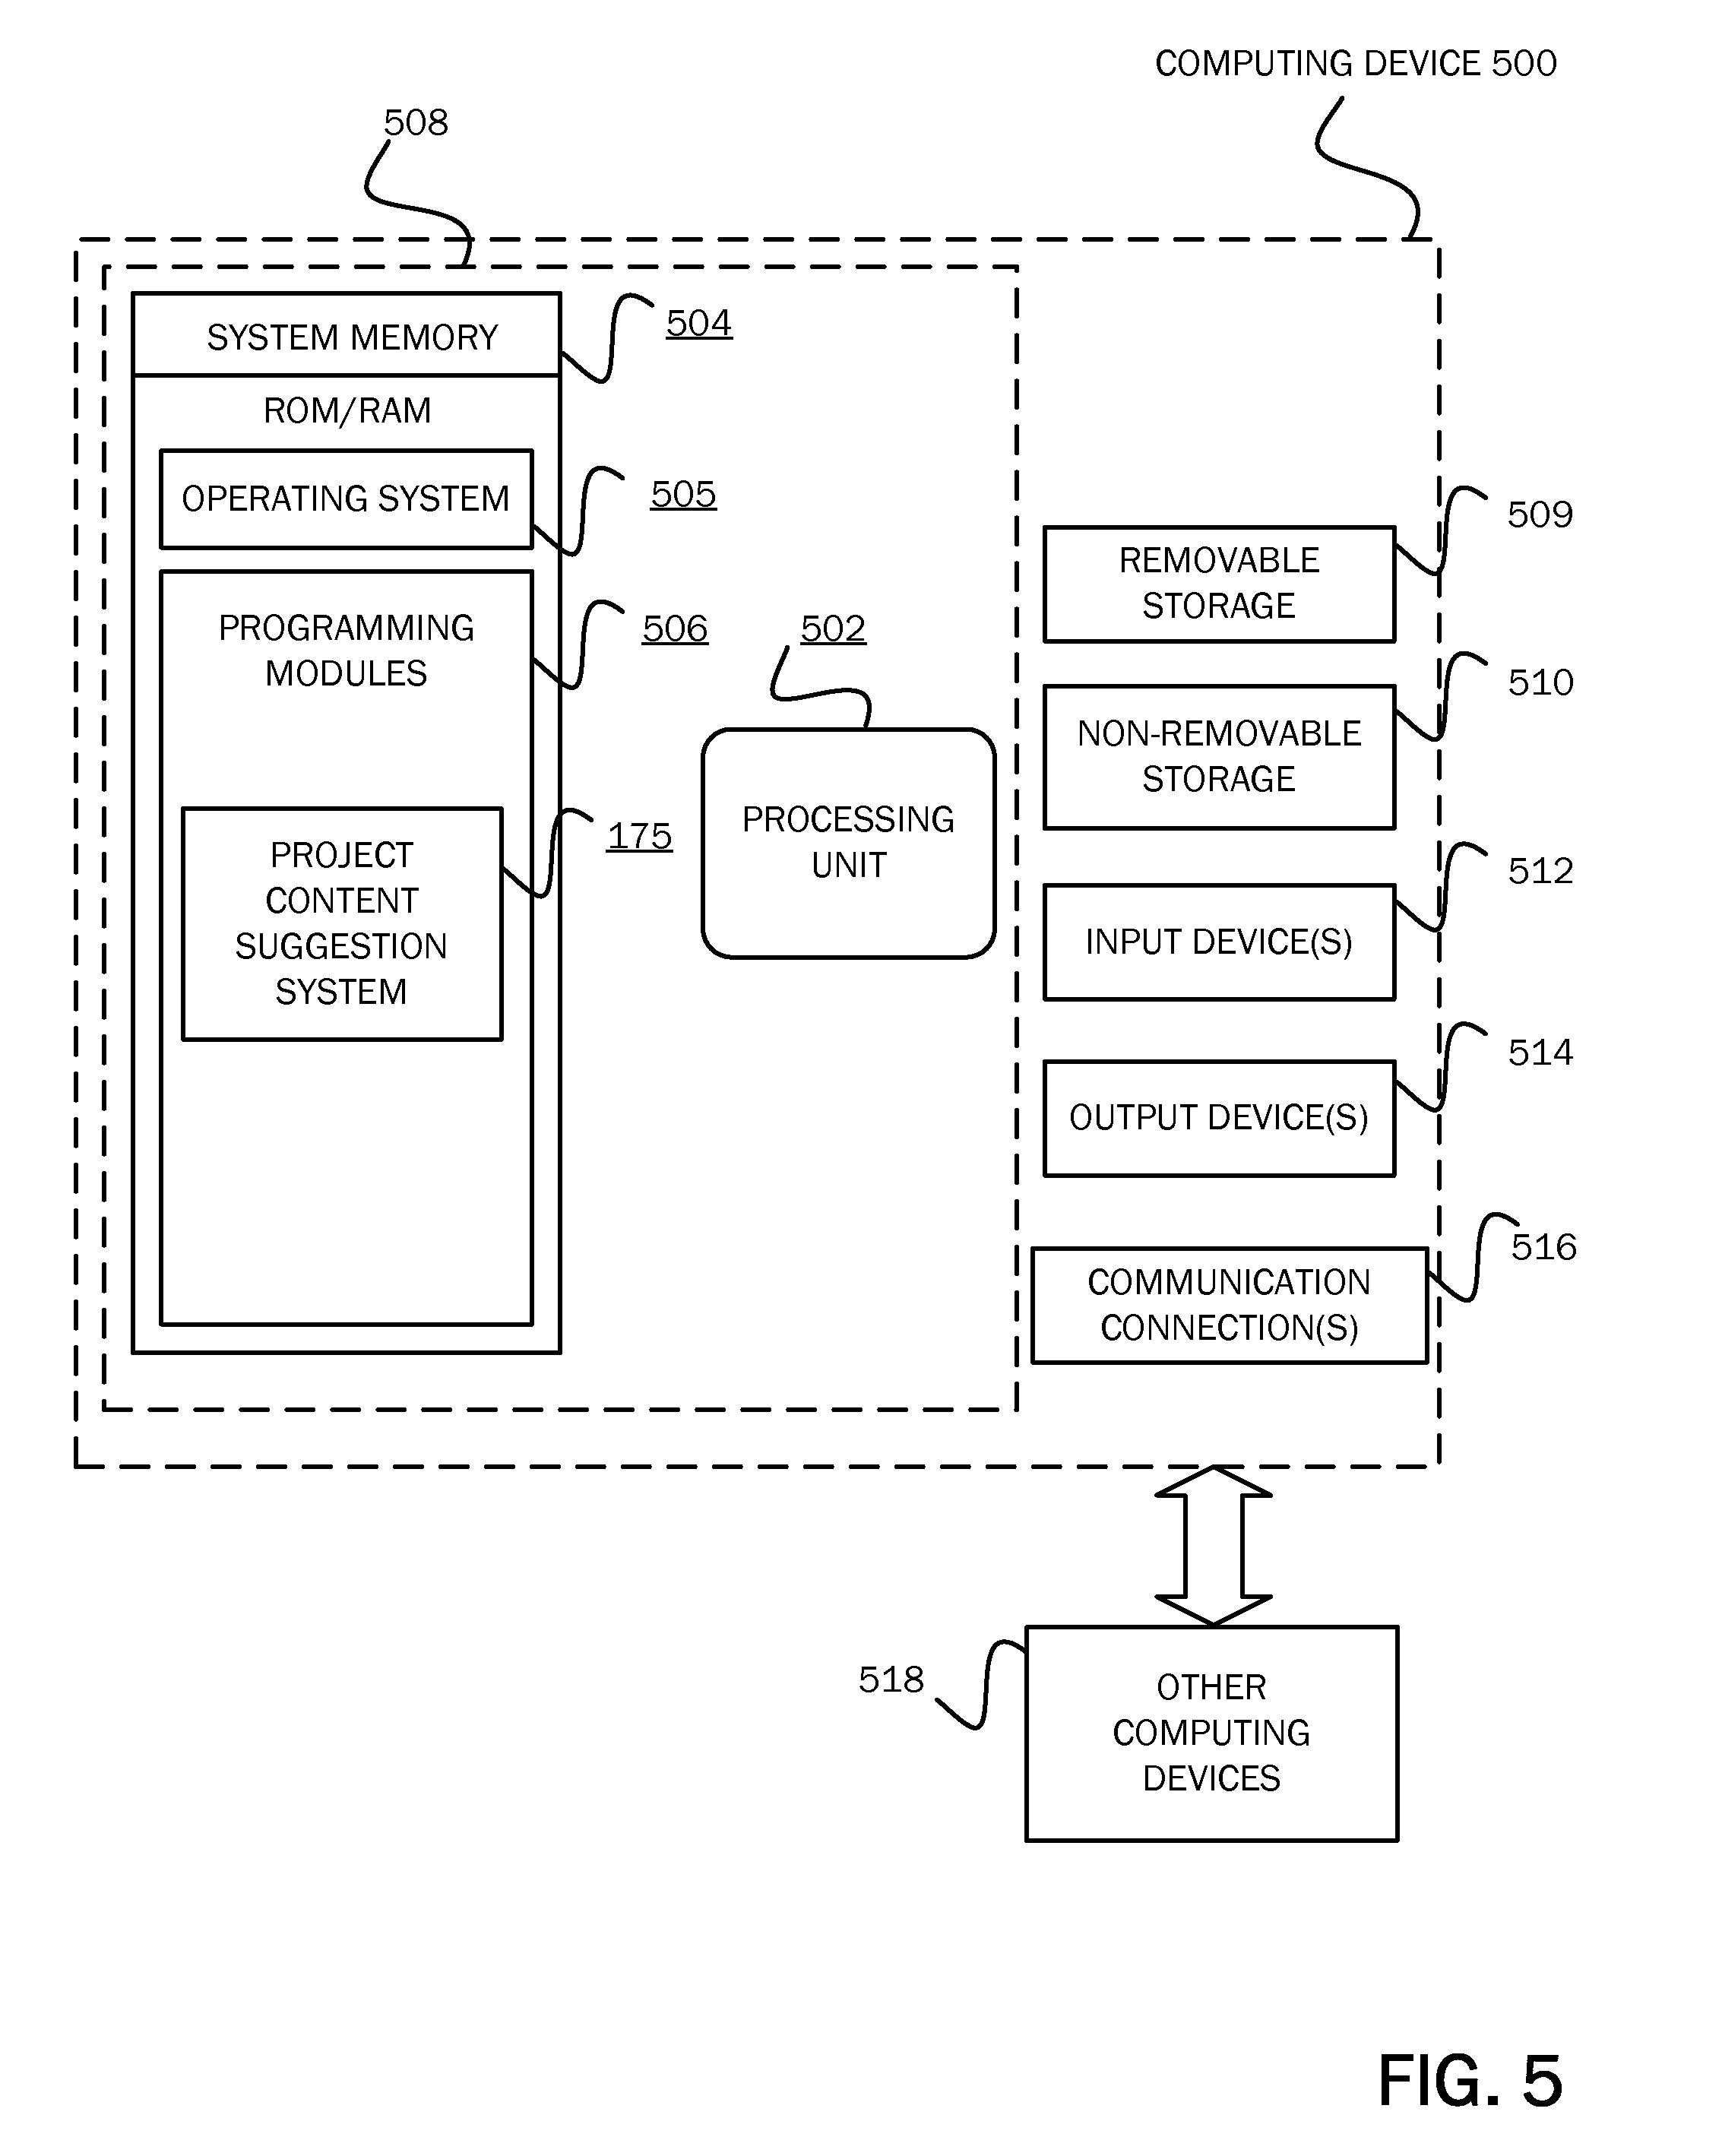 COMPUTING DEVICE 500
508
SYSTEM MEMORY
504
ROM/RAM
OPERATING SYSTEM
505
PROGRAMMING
MODULES
506
PROJECT
CONTENT
SUGGESTION
SYSTEM
175
502
PROCESSING
UNIT
REMOVABLE
STORAGE
509
NON-REMOVABLE
STORAGE
510
INPUT DEVICE(S)
512
OUTPUT DEVICE(S)
514
COMMUNICATION
CONNECTION(S)
516
518
OTHER
COMPUTING
DEVICES
FIG. 5